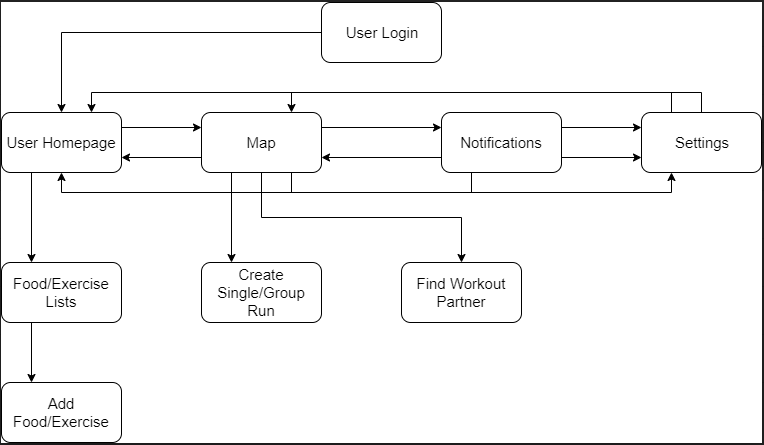 User Login
User Homepage
Map
Notifications
Settings
Food/Exercise
Lists
Create
Single/Group
Run
Find Workout
Partner
Add
Food/Exercise